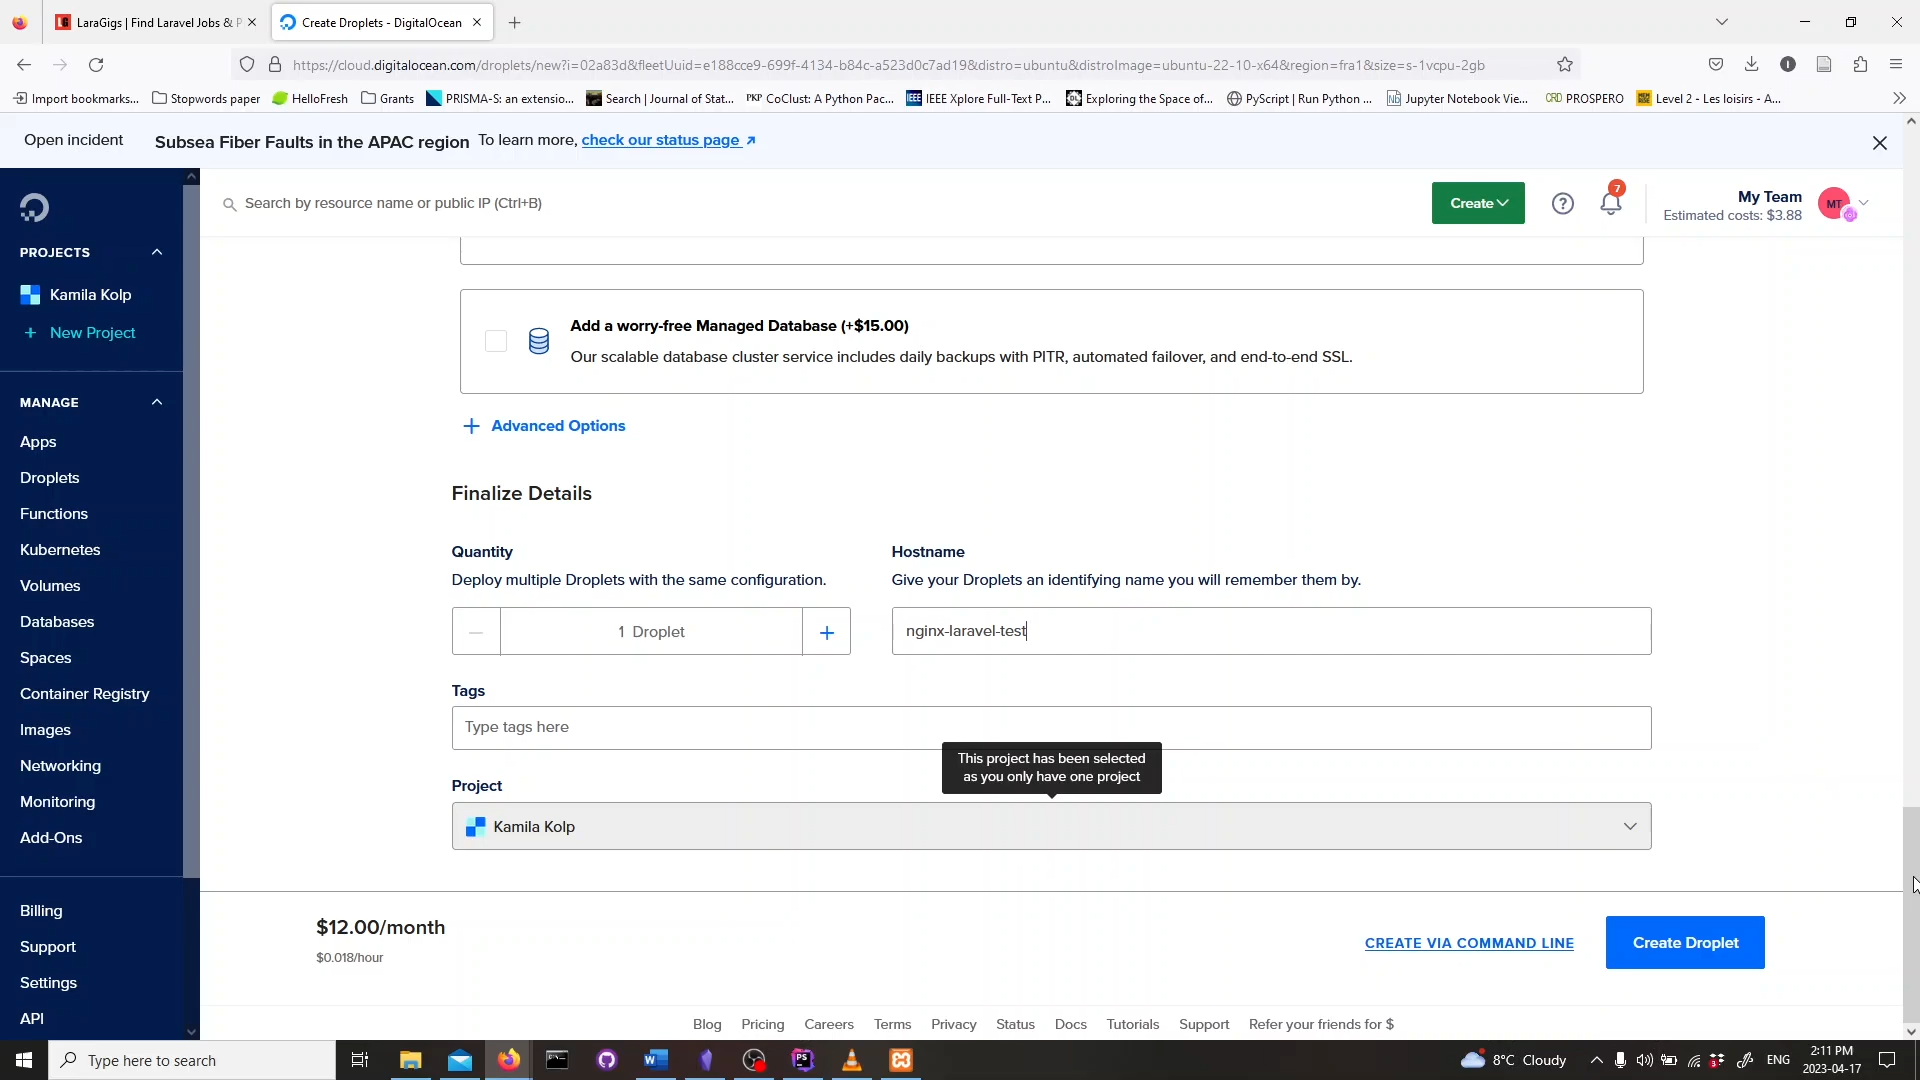 LaraGigs | Find Laravel Jobs & P
Create Droplets - DigitalOcean
https://cloud.digitalocean.com/droplets/new?i=02a83d&fleetUuid=e188cce9-699f-4134-b84c-a523d0c7ad19&distro=ubuntu&distroImage=ubuntu-22-10-x64&region=fra1&size=s-1vcpu-2gb
Import bookmarks...
Stopwords paper
HelloFresh
Grants
PRISMA-S: an extensio...
Search | Journal of Stat...
PKP CoClust: A Python Pac...
IEEE IEEE Xplore Full-Text P...
Exploring the Space of...
PyScript | Run Python ...
Jupyter Notebook Vie...
CRD PROSPERO
Level 2 - Les loisirs - A...
Open incident
Subsea Fiber Faults in the APAC region
To learn more, check our status page
Search by resource name or public IP (Ctrl+B)
Create
7
My Team
Estimated costs: $3.88
MT
PROJECTS
Kamila Kolp
+ New Project
MANAGE
Apps
Droplets
Functions
Kubernetes
Volumes
Databases
Spaces
Container Registry
Images
Networking
Monitoring
Add-Ons
Billing
Support
Settings
API
Add a worry-free Managed Database (+$15.00)
Our scalable database cluster service includes daily backups with PITR, automated failover, and end-to-end SSL.
+ Advanced Options
Finalize Details
Quantity
Deploy multiple Droplets with the same configuration.
1 Droplet
Hostname
Give your Droplets an identifying name you will remember them by.
nginx-laravel-test
Tags
Type tags here
This project has been selected
as you only have one project
Project
Kamila Kolp
$12.00/month
$0.018/hour
CREATE VIA COMMAND LINE
Create Droplet
Blog Pricing Careers Terms Privacy Status Docs Tutorials Support Refer your friends for $
Type here to search
8°C Cloudy
ENG
2:11 PM
2023-04-17